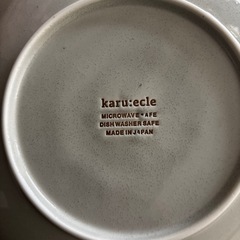 karu:ecle
MICROWAVE SAFE
DISHWASHER SAFE
MADE IN JAPAN